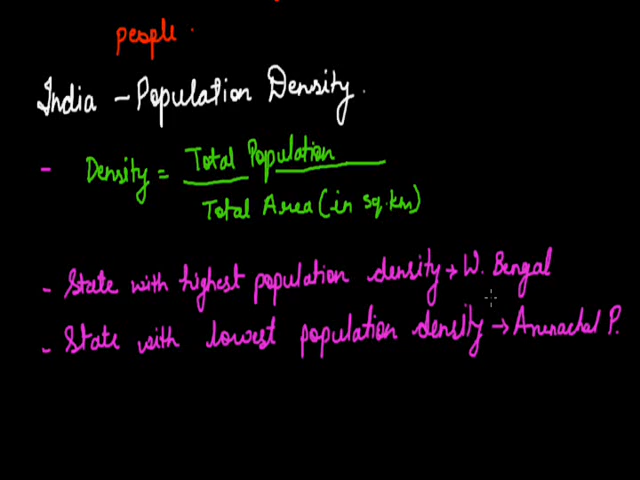 people.
India - Population Density.
- Density = Total Population
Total Area (in sq.km)
- State with highest population density → W. Bengal
- State with lowest population density → Arunachal P.